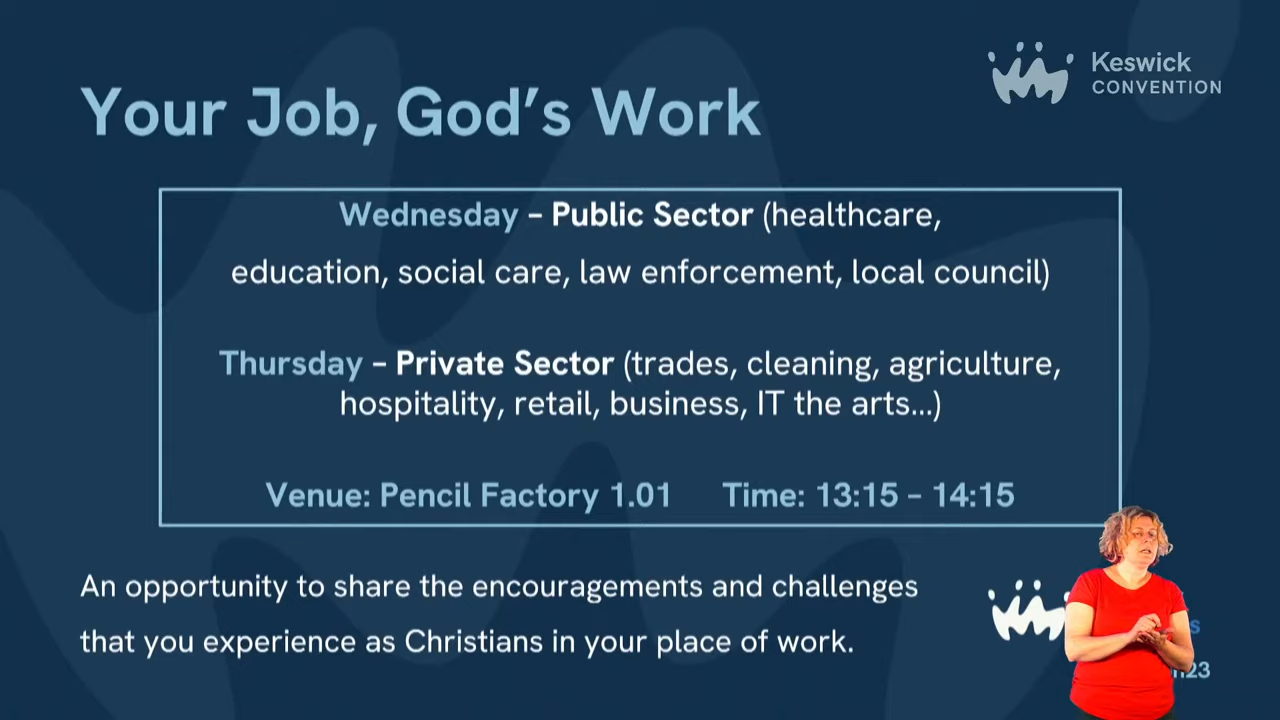 Keswick
CONVENTION
Your Job, God's Work
Wednesday – Public Sector (healthcare,
education, social care, law enforcement, local council)
Thursday – Private Sector (trades, cleaning, agriculture,
hospitality, retail, business, IT the arts...)
Venue: Pencil Factory 1.01 Time: 13:15 – 14:15
An opportunity to share the encouragements and challenges
that you experience as Christians in your place of work.